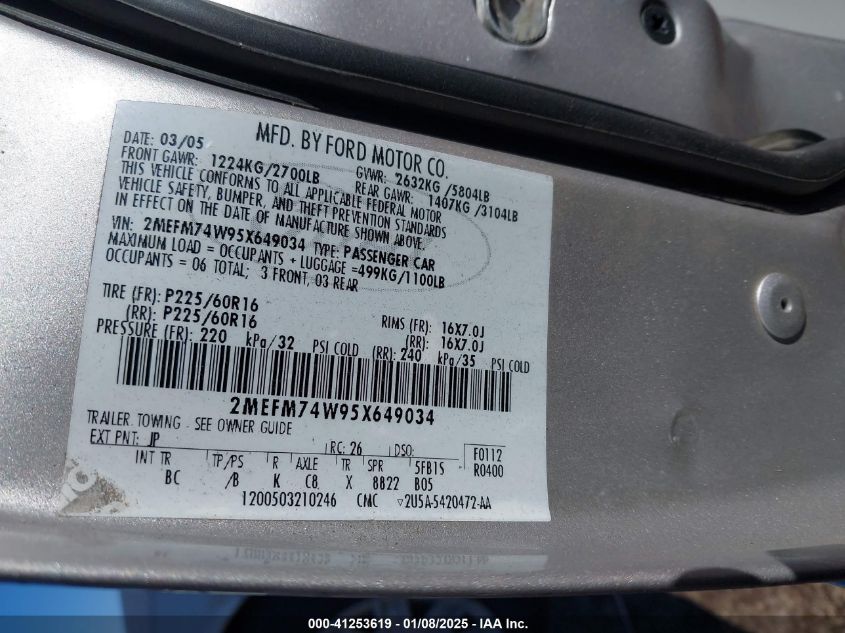 MFD. BY FORD MOTOR CO.
DATE: 03/05 GVWR: 2632KG / 5804LB
FRONT GAWR: 1224KG/2700LB REAR GAWR: 1407KG /3104LB
THIS VEHICLE CONFORMS TO ALL APPLICABLE FEDERAL MOTOR
VEHICLE SAFETY, BUMPER, AND THEFT PREVENTION STANDARDS
IN EFFECT ON THE DATE OF MANUFACTURE SHOWN ABOVE.
VIN: 2MEFM74W95X649034 TYPE: PASSENGER CAR
MAXIMUM LOAD = OCCUPANTS + LUGGAGE =499KG/1100LB
OCCUPANTS = 06 TOTAL; 3 FRONT, 03 REAR
TIRE (FR): P225/60R16 RIMS (FR): 16X7.0J
(RR): P225/60R16 (RR): 16X7.0J
PRESSURE (FR): 220 kPa/32 PSI COLD (RR): 240 kPa/35 PSI COLD
2MEFM74W95X649034
TRAILER TOWING - SEE OWNER GUIDE
EXT PNT: JP RC: 26 DSO: F0112
R0400
INT TR TP/PS R AXLE TR SPR 5FB1S
BC /B K C8 X 8B22 B05
1200503210246 CMC 2U5A-5420472-AA
000-41253619 - 01/08/2025 - IAA Inc.